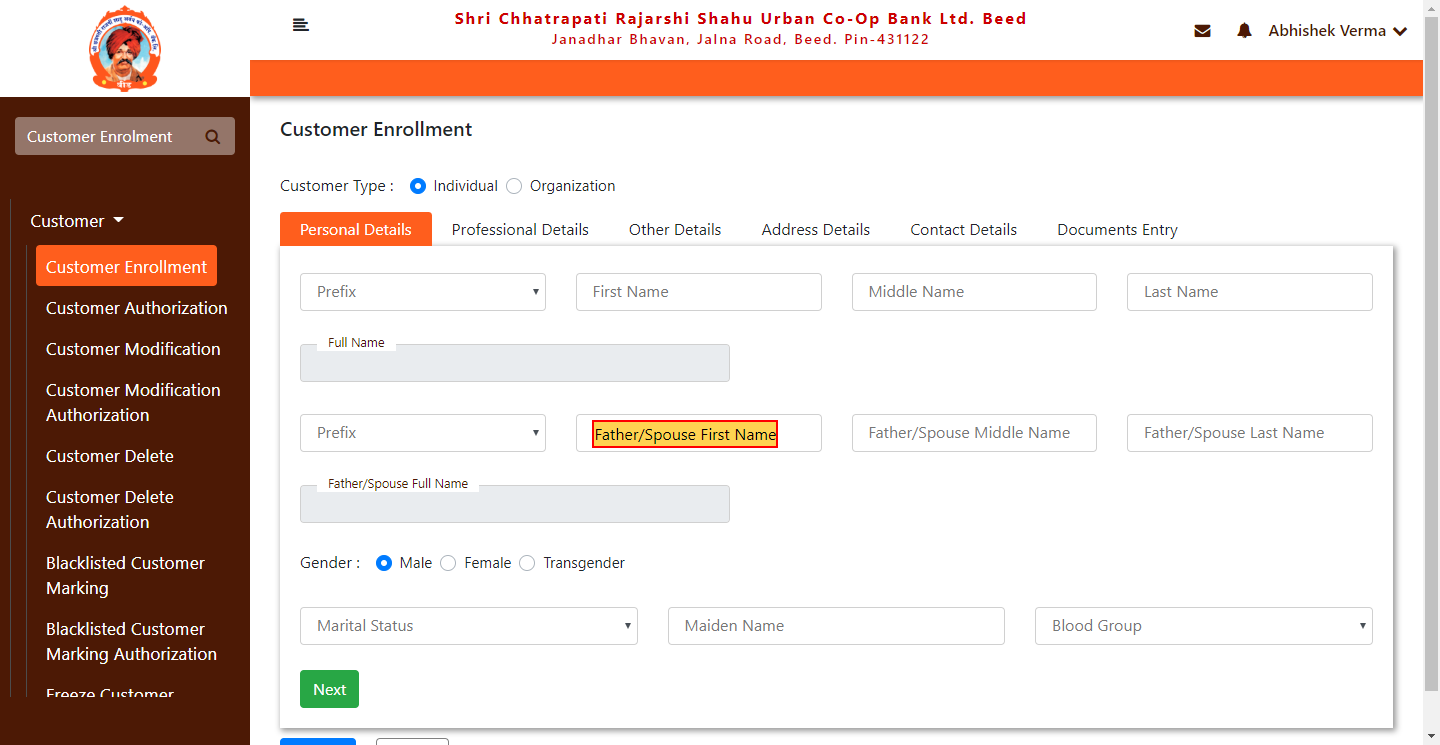 Shri Chhatrapati Rajarshi Shahu Urban Co-Op Bank Ltd. Beed
Janadhar Bhavan, Jalna Road, Beed. Pin-431122
Abhishek Verma
Customer Enrolment
Customer
Customer Enrollment
Customer Authorization
Customer Modification
Customer Modification
Authorization
Customer Delete
Customer Delete
Authorization
Blacklisted Customer
Marking
Blacklisted Customer
Marking Authorization
Freeze Customer
Customer Enrollment
Customer Type : Individual Organization
Personal Details Professional Details Other Details Address Details Contact Details Documents Entry
Prefix First Name Middle Name Last Name
Full Name
Prefix Father/Spouse First Name Father/Spouse Middle Name Father/Spouse Last Name
Father/Spouse Full Name
Gender : Male Female Transgender
Marital Status Maiden Name Blood Group
Next